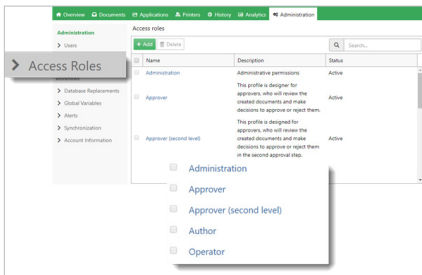 Overview Documents Applications Printers History Analytics Administration
Administration
Access roles
Users
+ Add Delete
Search...
Access Roles
Name Description Status
Administration Administrative permissions Active
Database Replacements
Global Variables
Alerts
Synchronization
Account Information
Approver
This profile is designer for
approvers, who will review the
created documents and make
decisions to approve or reject them.
Active
Approver (second level)
This profile is designed for
approvers, who will review the
created documents and make
decisions to approve or reject them
in the second approval step.
Active
Administration
Approver
Approver (second level)
Author
Operator